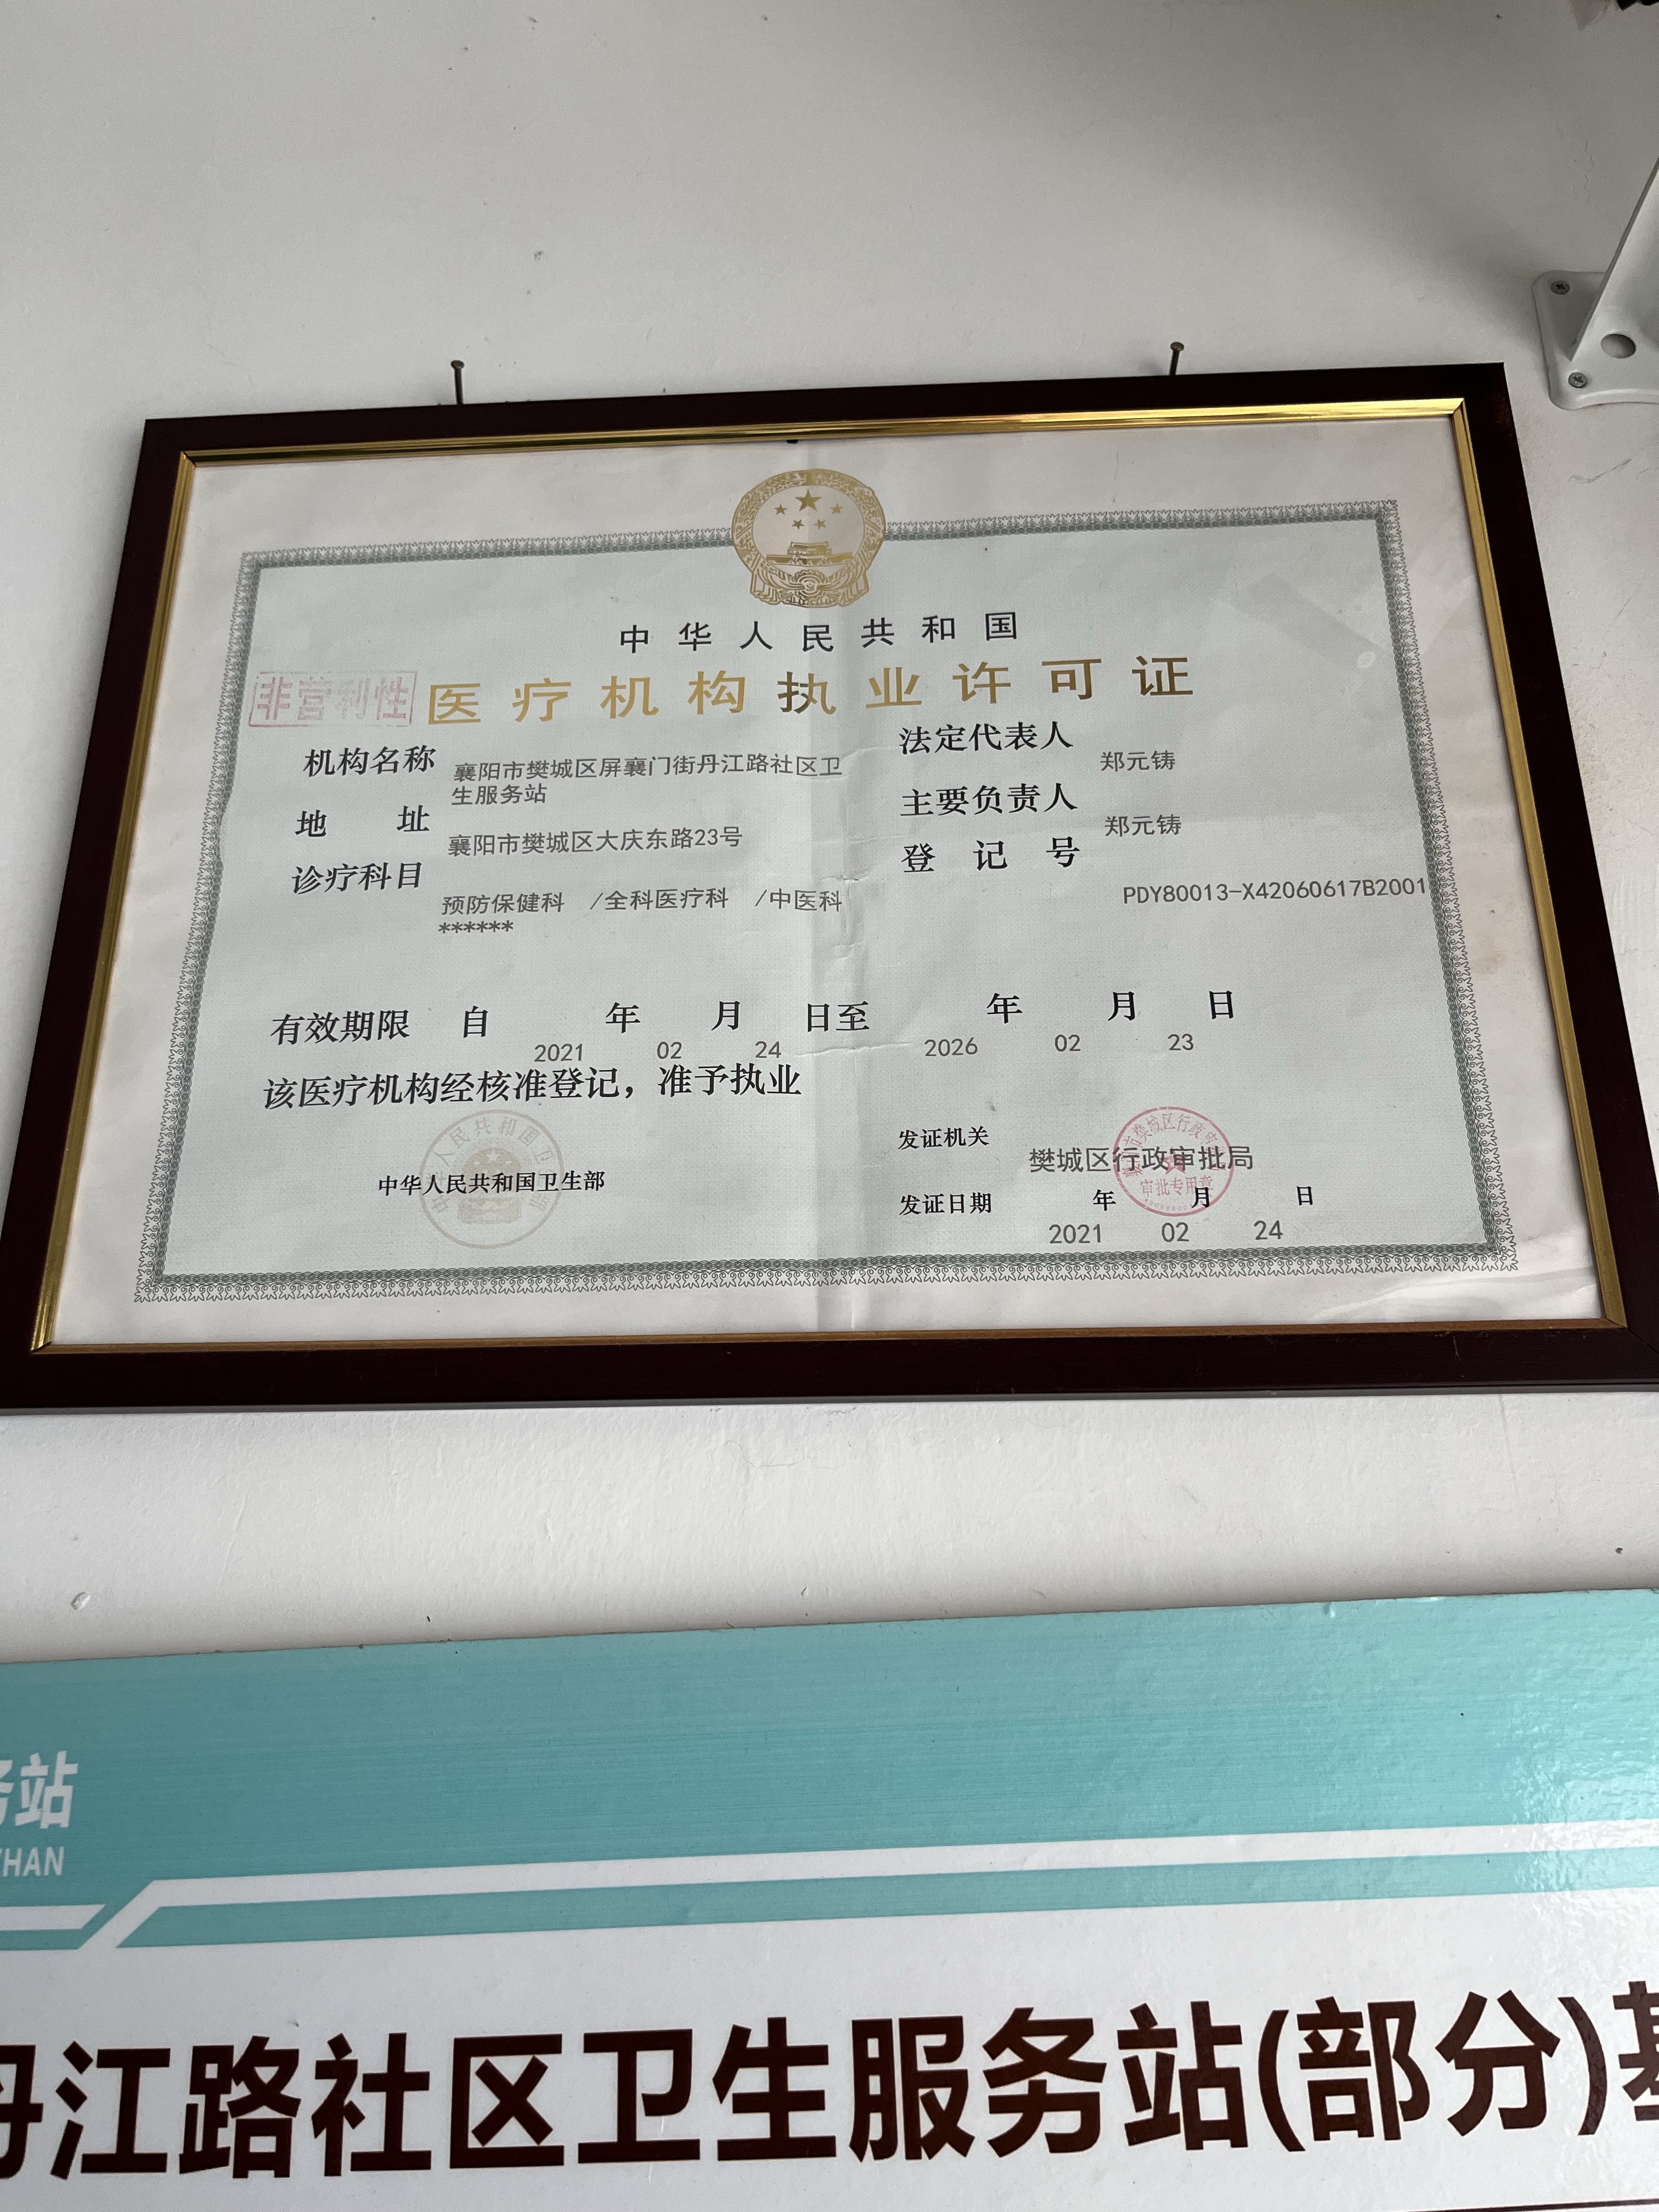 中华人民共和国
非营利性
医疗机构执业许可证
机构名称 襄阳市樊城区屏襄门街丹江路社区卫
生服务站
地 址 襄阳市樊城区大庆东路23号
诊疗科目 预防保健科 /全科医疗科 /中医科
******
法定代表人 郑元铸
主要负责人 郑元铸
登 记 号 PDY80013-X42060617B2001
有效期限 自 2021 年 02 月 24 日至 2026 年 02 月 23 日
该医疗机构经核准登记，准予执业
中华人民共和国卫生部
发证机关 樊城区行政审批局
审批专用章
发证日期 2021 年 02 月 24 日
务站
HAN
丹江路社区卫生服务站(部分)基